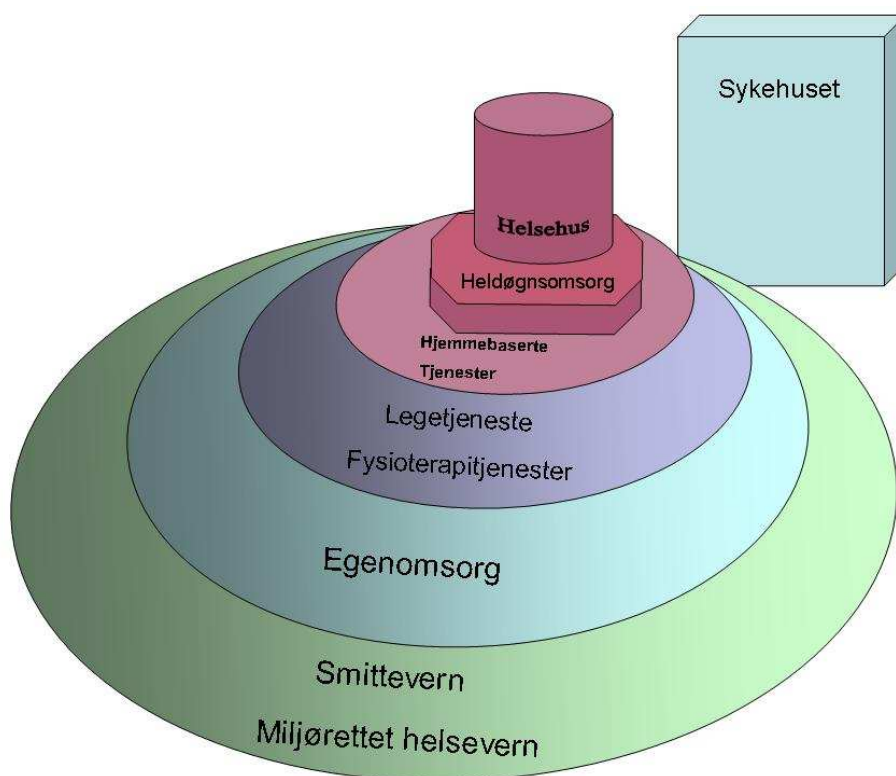 Sykehuset
Helsehus
Heldøgnsomsorg
Hjemmebaserte
Tjenester
Legetjeneste
Fysioterapitjenester
Egenomsorg
Smittevern
Miljørettet helsevern